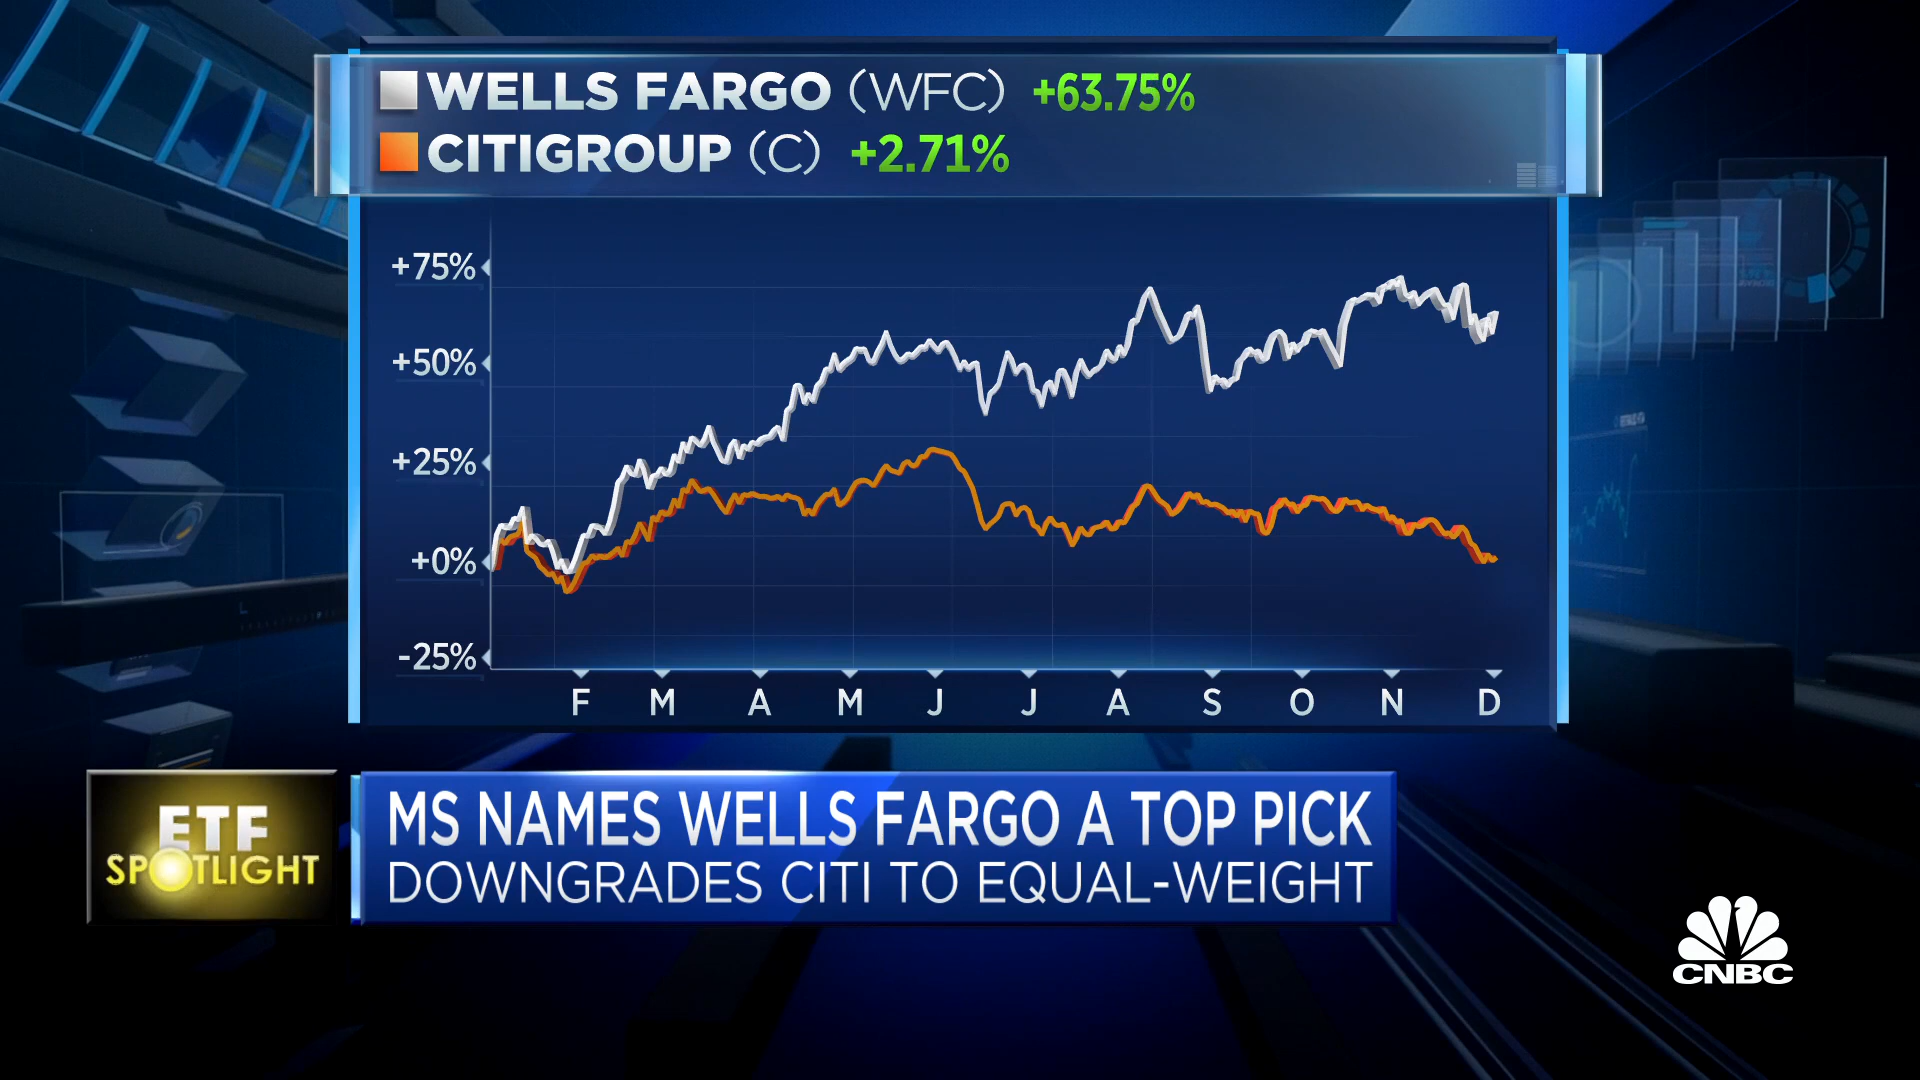 WELLS FARGO (WFC) +63.75%
CITIGROUP (C) +2.71%
+75%
+50%
+25%
+0%
-25%
F M A M J J A S O N D
ETF
SPOTLIGHT
MS NAMES WELLS FARGO A TOP PICK
DOWNGRADES CITI TO EQUAL-WEIGHT
CNBC